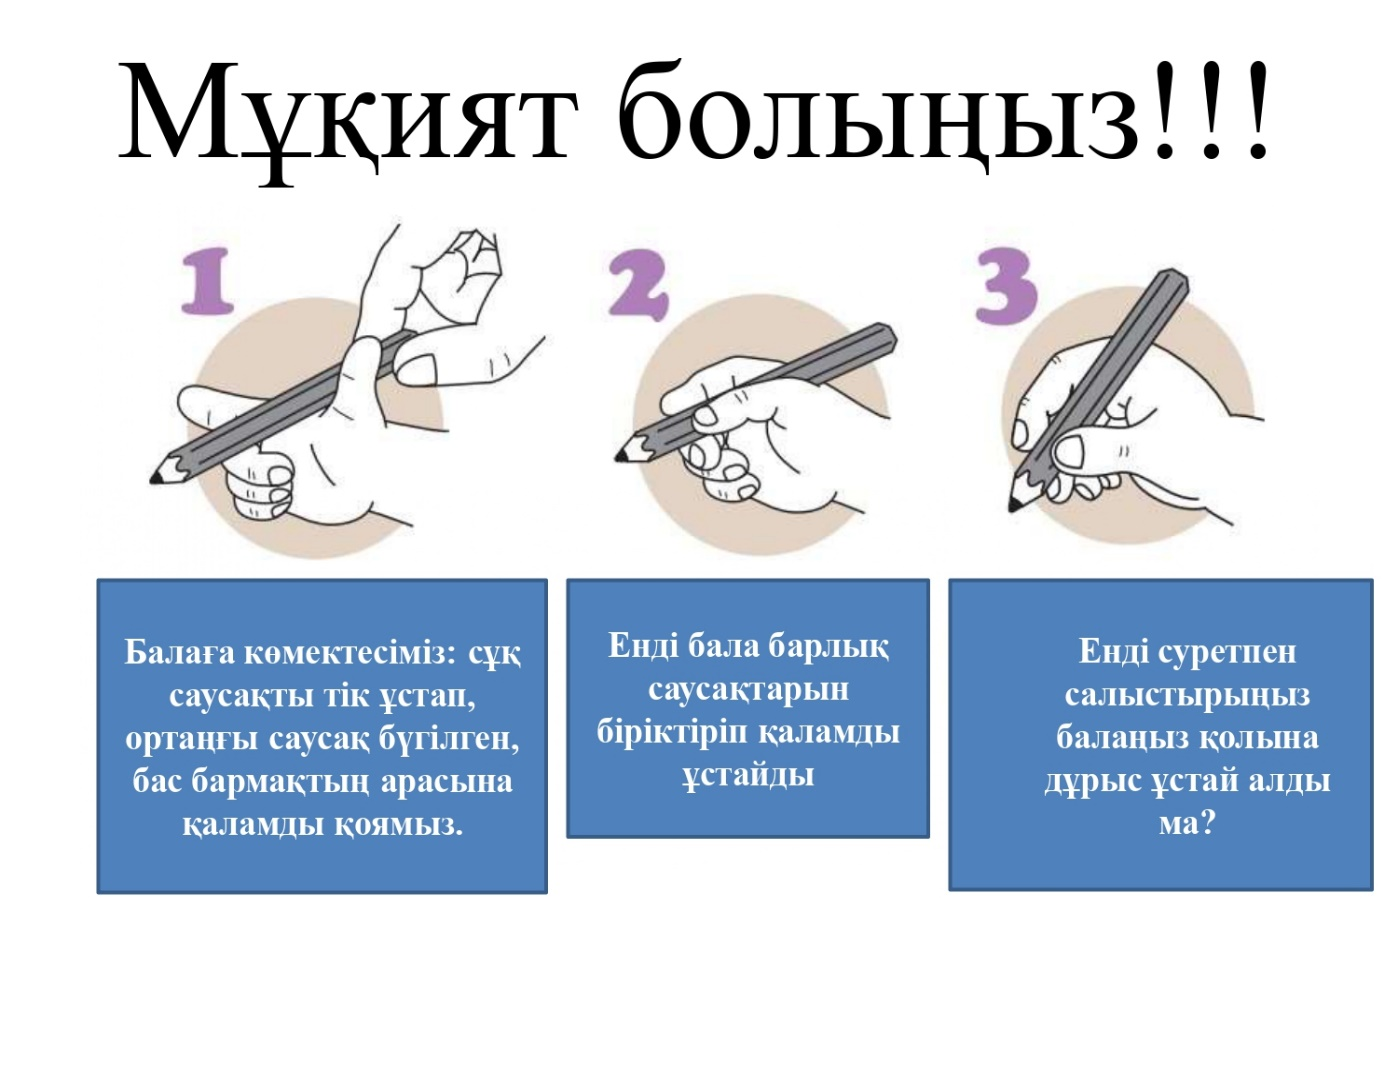 Мұқият болыңыз!!!
1
2
3
Балаға көмектесіміз: сұқ
саусақты тік ұстап,
ортаңғы саусақ бүгілген,
бас бармақтың арасына
қаламды қоямыз.
Енді бала барлық
саусақтарын
біріктіріп қаламды
ұстайды
Енді суретпен
салыстырыңыз
балаңыз қолына
дұрыс ұстай алды
ма?